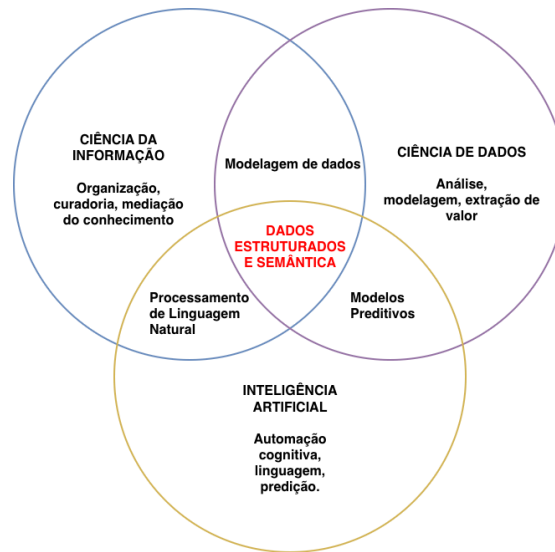 CIÊNCIA DA
INFORMAÇÃO
Organização,
curadoria, mediação
do conhecimento
Modelagem de dados
CIÊNCIA DE DADOS
Análise,
modelagem, extração de
valor
DADOS
ESTRUTURADOS
E SEMÂNTICA
Processamento
de Linguagem
Natural
Modelos
Preditivos
INTELIGÊNCIA
ARTIFICIAL
Automação
cognitiva,
linguagem,
predição.